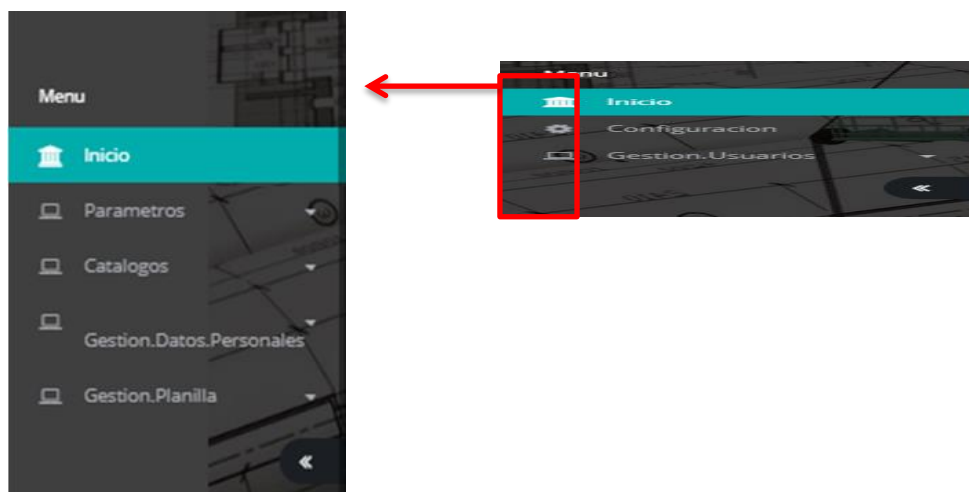 Menu
Inicio
Parametros
Catalogos
Gestion.Datos.Personales
Gestion.Planilla
Menu
Inicio
Configuracion
Gestion.Usuarios